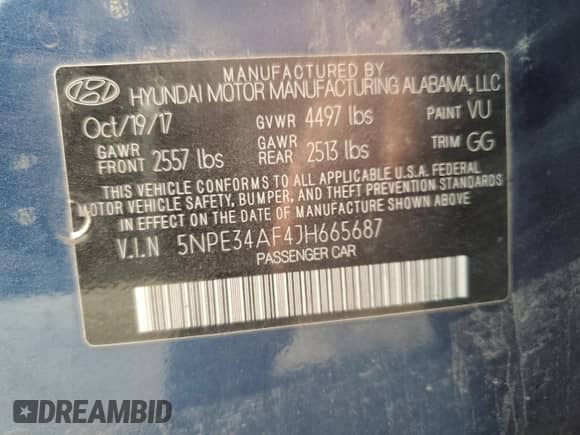 MANUFACTURED BY
HYUNDAI MOTOR MANUFACTURING ALABAMA, LLC
Oct/19/17 GVWR 4497 lbs PAINT VU
GAWR FRONT 2557 lbs GAWR REAR 2513 lbs TRIM GG
THIS VEHICLE CONFORMS TO ALL APPLICABLE U.S.A. FEDERAL
MOTOR VEHICLE SAFETY, BUMPER, AND THEFT PREVENTION STANDARDS
IN EFFECT ON THE DATE OF MANUFACTURE SHOWN ABOVE.
V.I.N 5NPE34AF4JH665687
PASSENGER CAR
DREAMBID